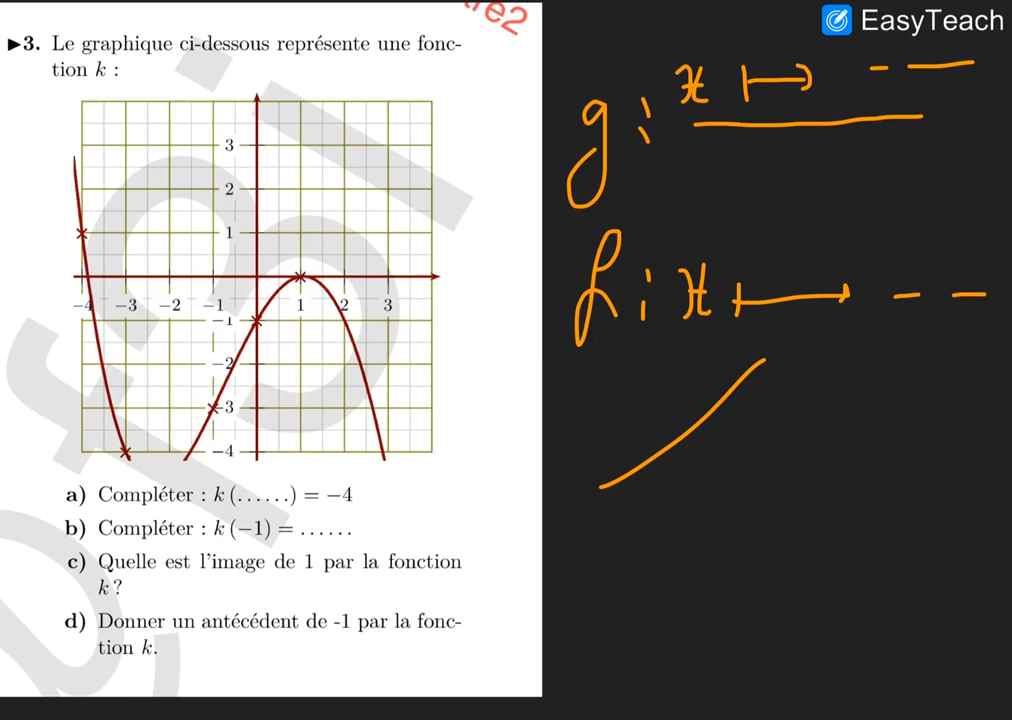 re2
EasyTeach
▶3. Le graphique ci-dessous représente une fonc-
tion k :
3
2
1
−4 −3 −2 −1 1 2 3
−1
−2
−3
−4
a) Compléter : k (......) = −4
b) Compléter : k (−1) = ......
c) Quelle est l'image de 1 par la fonction
k ?
d) Donner un antécédent de -1 par la fonc-
tion k.
g : x ↦ - —
h : x ↦ - -